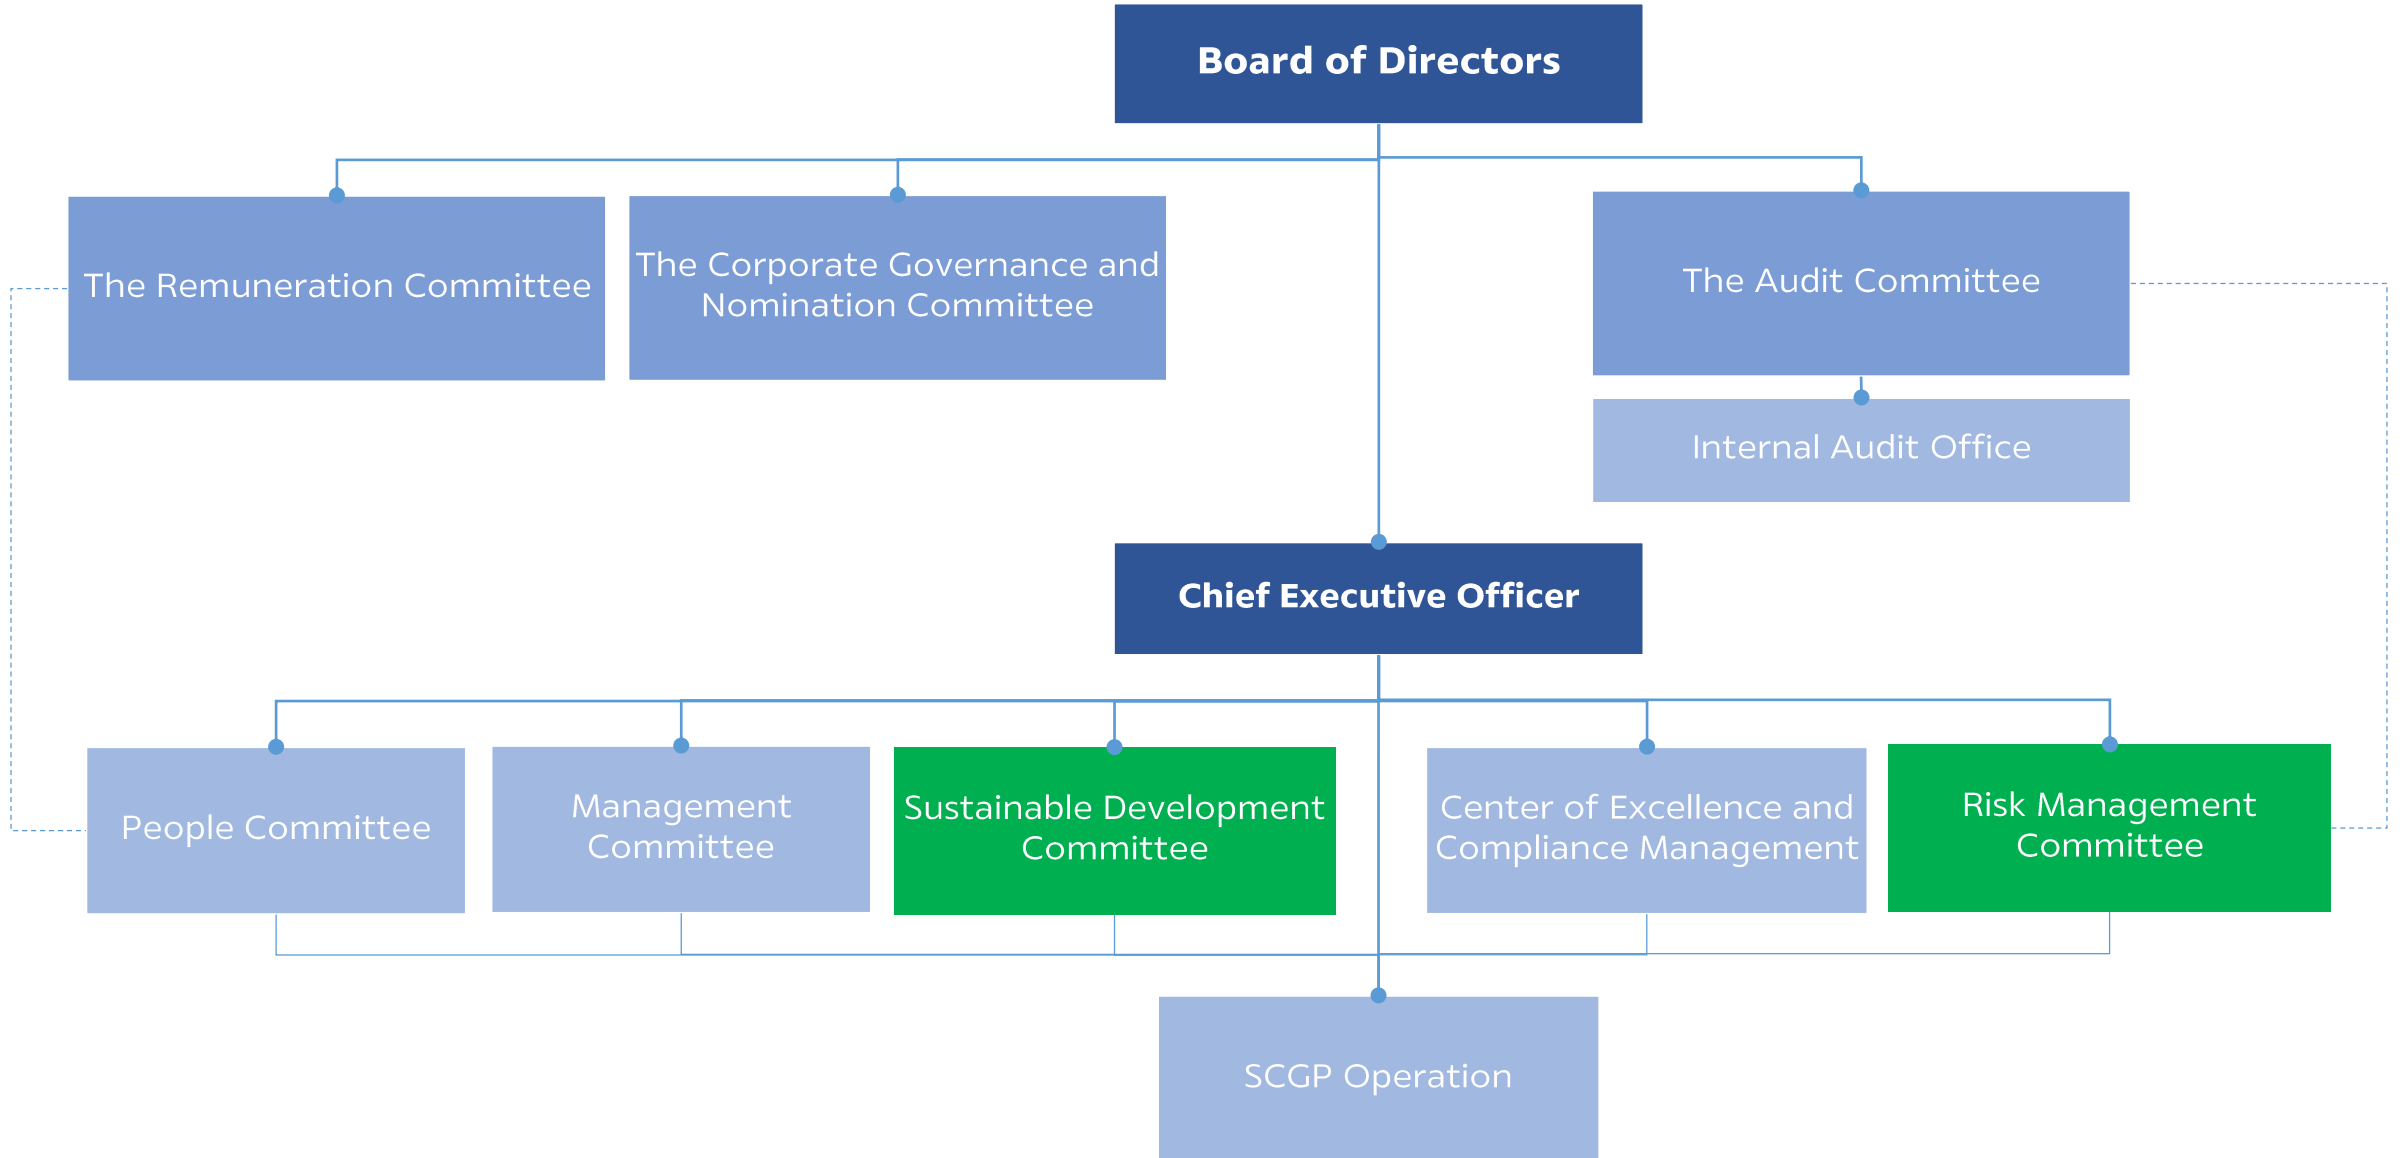 Board of Directors
The Remuneration Committee
The Corporate Governance and
Nomination Committee
The Audit Committee
Internal Audit Office
Chief Executive Officer
People Committee
Management
Committee
Sustainable Development
Committee
Center of Excellence and
Compliance Management
Risk Management
Committee
SCGP Operation